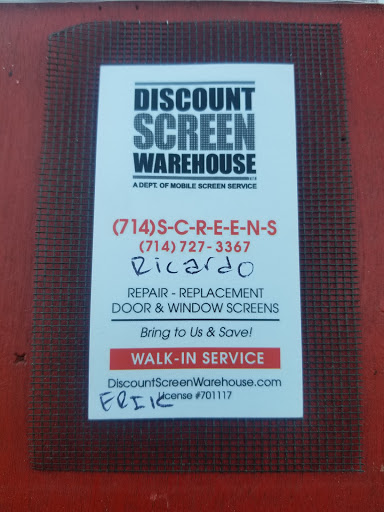 DISCOUNT
SCREEN
WAREHOUSE
A DEPT. OF MOBILE SCREEN SERVICE
(714)S-C-R-E-E-N-S
(714) 727-3367
Ricardo
REPAIR - REPLACEMENT
DOOR & WINDOW SCREENS
Bring to Us & Save!
WALK-IN SERVICE
DiscountScreenWarehouse.com
License #701117
ERIK